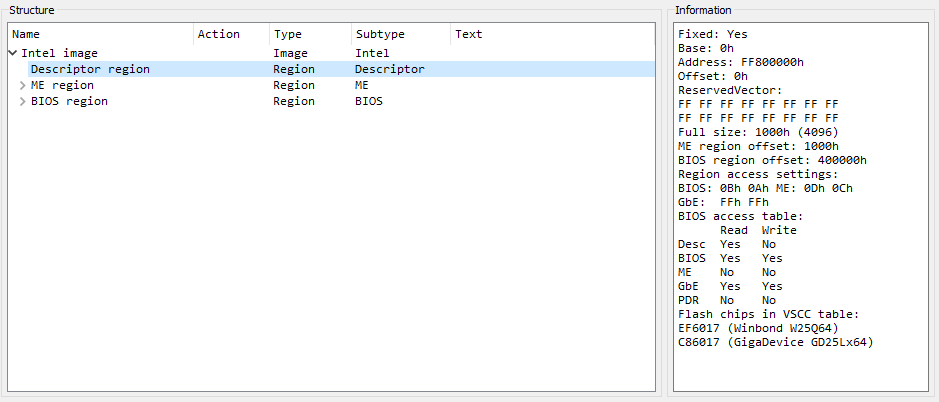 Structure
Name Action Type Subtype Text
Intel image Image Intel
Descriptor region Region Descriptor
ME region Region ME
BIOS region Region BIOS
Information
Fixed: Yes
Base: 0h
Address: FF800000h
Offset: 0h
ReservedVector:
FF FF FF FF FF FF FF FF
FF FF FF FF FF FF FF FF
Full size: 1000h (4096)
ME region offset: 1000h
BIOS region offset: 400000h
Region access settings:
BIOS: 0Bh 0Ah ME: 0Dh 0Ch
GbE: FFh FFh
BIOS access table:
Read Write
Desc Yes No
BIOS Yes Yes
ME No No
GbE Yes Yes
PDR No No
Flash chips in VSCC table:
EF6017 (Winbond W25Q64)
C86017 (GigaDevice GD25Lx64)